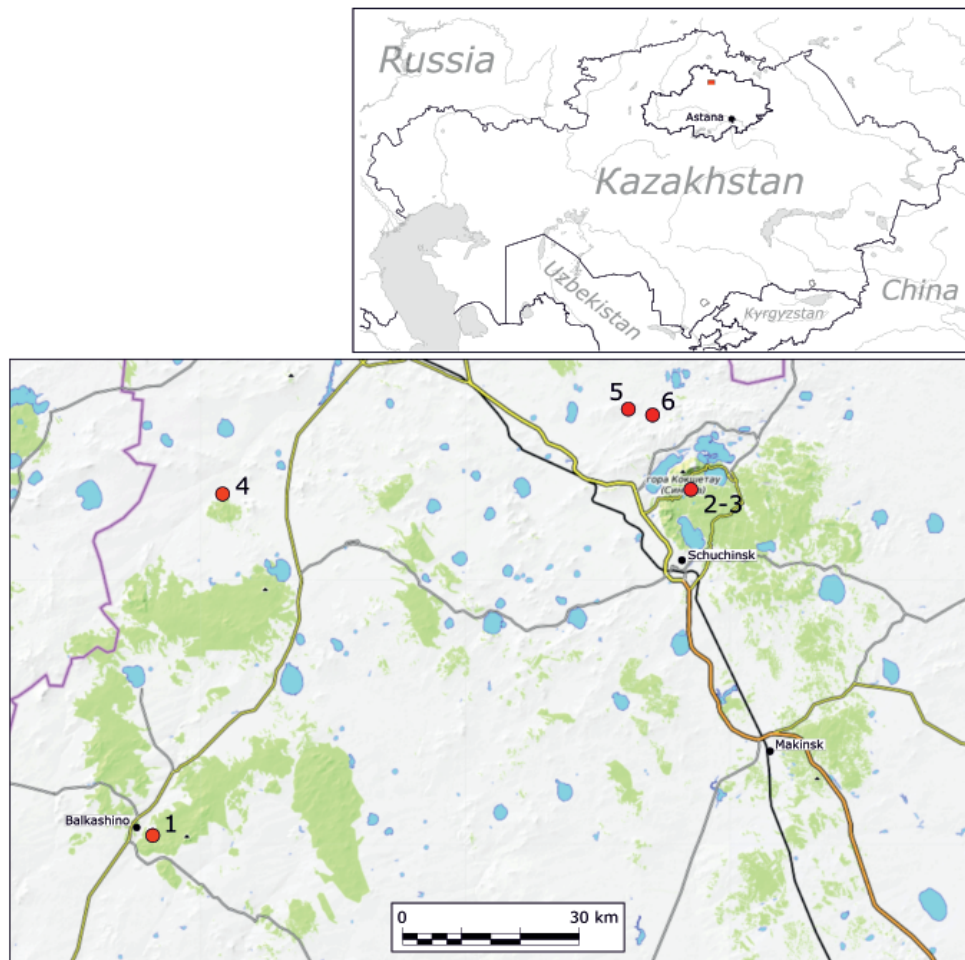 Russia
Astana
Kazakhstan
Uzbekistan
Kyrgyzstan
China
5
6
4
гора Кокшетау
2-3
Schuchinsk
Makinsk
Balkashino
1
0
30 km